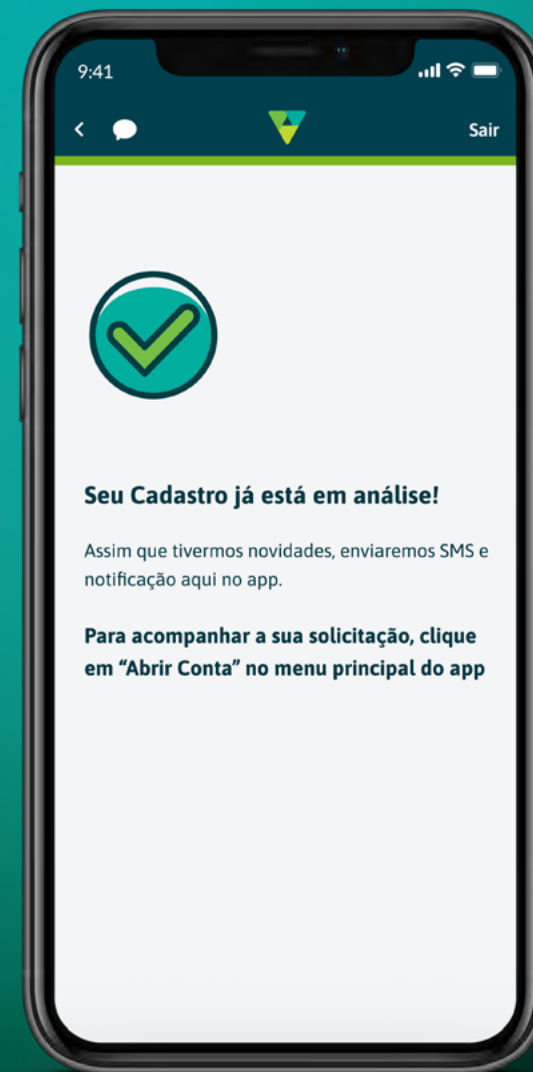 9:41
Sair
Seu Cadastro já está em análise!
Assim que tivermos novidades, enviaremos SMS e
notificação aqui no app.
Para acompanhar a sua solicitação, clique
em “Abrir Conta” no menu principal do app